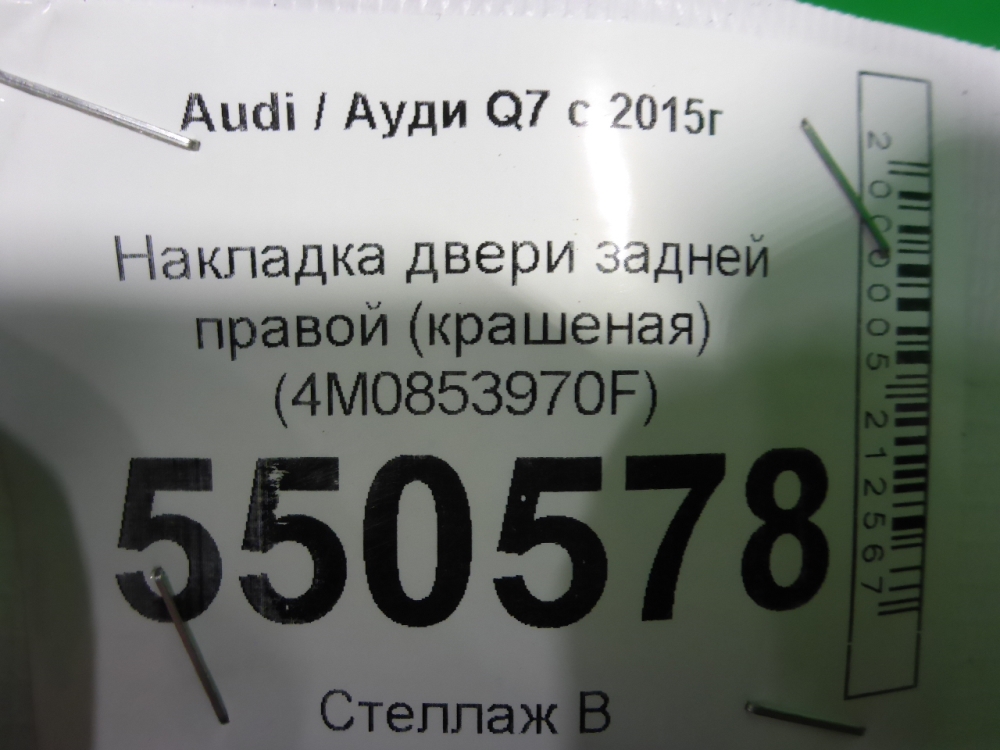 Audi / Ауди Q7 с 2015г
Накладка двери задней
правой (крашеная)
(4M0853970F)
550578
Стеллаж В
2000005212567